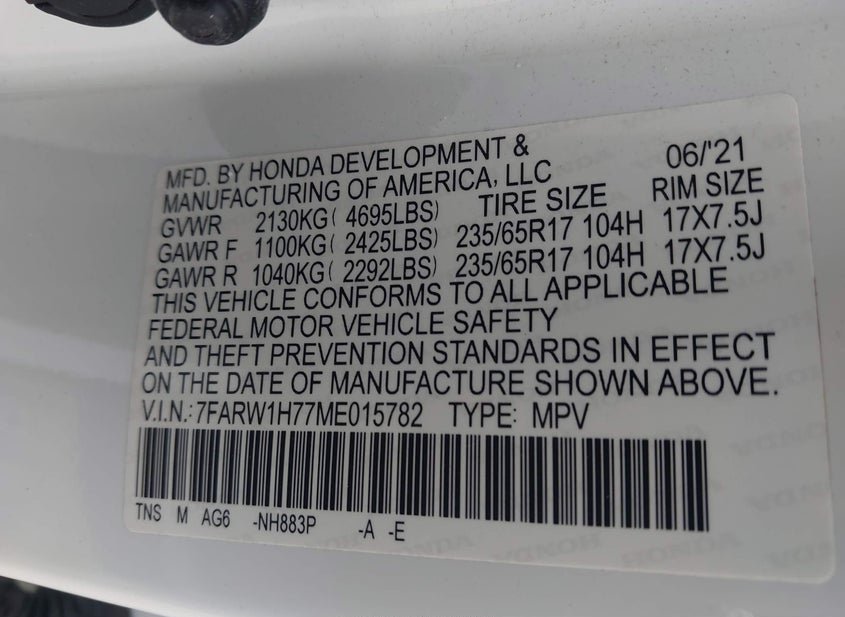 MFD. BY HONDA DEVELOPMENT & 06/'21
MANUFACTURING OF AMERICA, LLC
TIRE SIZE RIM SIZE
GVWR 2130KG( 4695LBS)
GAWR F 1100KG( 2425LBS) 235/65R17 104H 17X7.5J
GAWR R 1040KG( 2292LBS) 235/65R17 104H 17X7.5J
THIS VEHICLE CONFORMS TO ALL APPLICABLE
FEDERAL MOTOR VEHICLE SAFETY
AND THEFT PREVENTION STANDARDS IN EFFECT
ON THE DATE OF MANUFACTURE SHOWN ABOVE.
V.I.N.:7FARW1H77ME015782 TYPE: MPV
TNS M AG6 -NH883P -A -E
HONDA HONDA HONDA